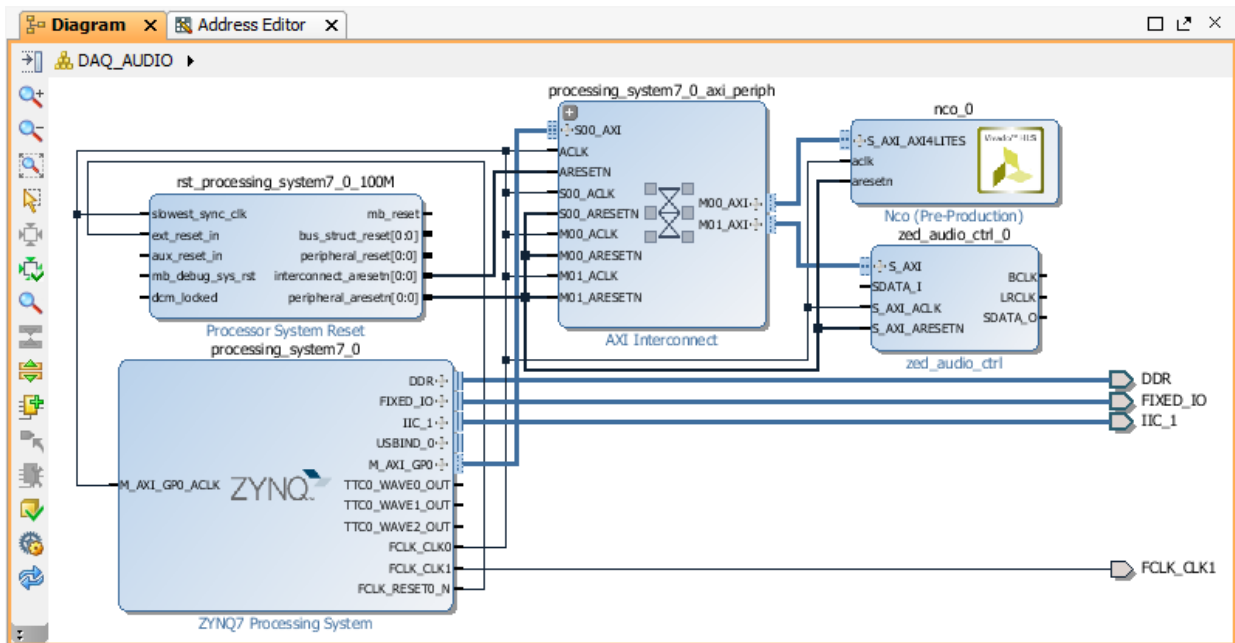 Diagram
Address Editor
DAQ_AUDIO
processing_system7_0_axi_periph
S00_AXI
ACLK
ARESETN
S00_ACLK
S00_ARESETN
M00_ACLK
M00_ARESETN
M01_ACLK
M01_ARESETN
M00_AXI
M01_AXI
AXI Interconnect
nco_0
S_AXI_AXI4LITES
aclk
aresetn
Vivado™ HLS
Nco (Pre-Production)
rst_processing_system7_0_100M
slowest_sync_clk
ext_reset_in
aux_reset_in
mb_debug_sys_rst
dcm_locked
mb_reset
bus_struct_reset[0:0]
peripheral_reset[0:0]
interconnect_aresetn[0:0]
peripheral_aresetn[0:0]
Processor System Reset
zed_audio_ctrl_0
S_AXI
SDATA_I
S_AXI_ACLK
S_AXI_ARESETN
BCLK
LRCLK
SDATA_O
zed_audio_ctrl
processing_system7_0
M_AXI_GP0_ACLK
ZYNQ
DDR
FIXED_IO
IIC_1
USBIND_0
M_AXI_GP0
TTC0_WAVE0_OUT
TTC0_WAVE1_OUT
TTC0_WAVE2_OUT
FCLK_CLK0
FCLK_CLK1
FCLK_RESET0_N
ZYNQ7 Processing System
DDR
FIXED_IO
IIC_1
FCLK_CLK1